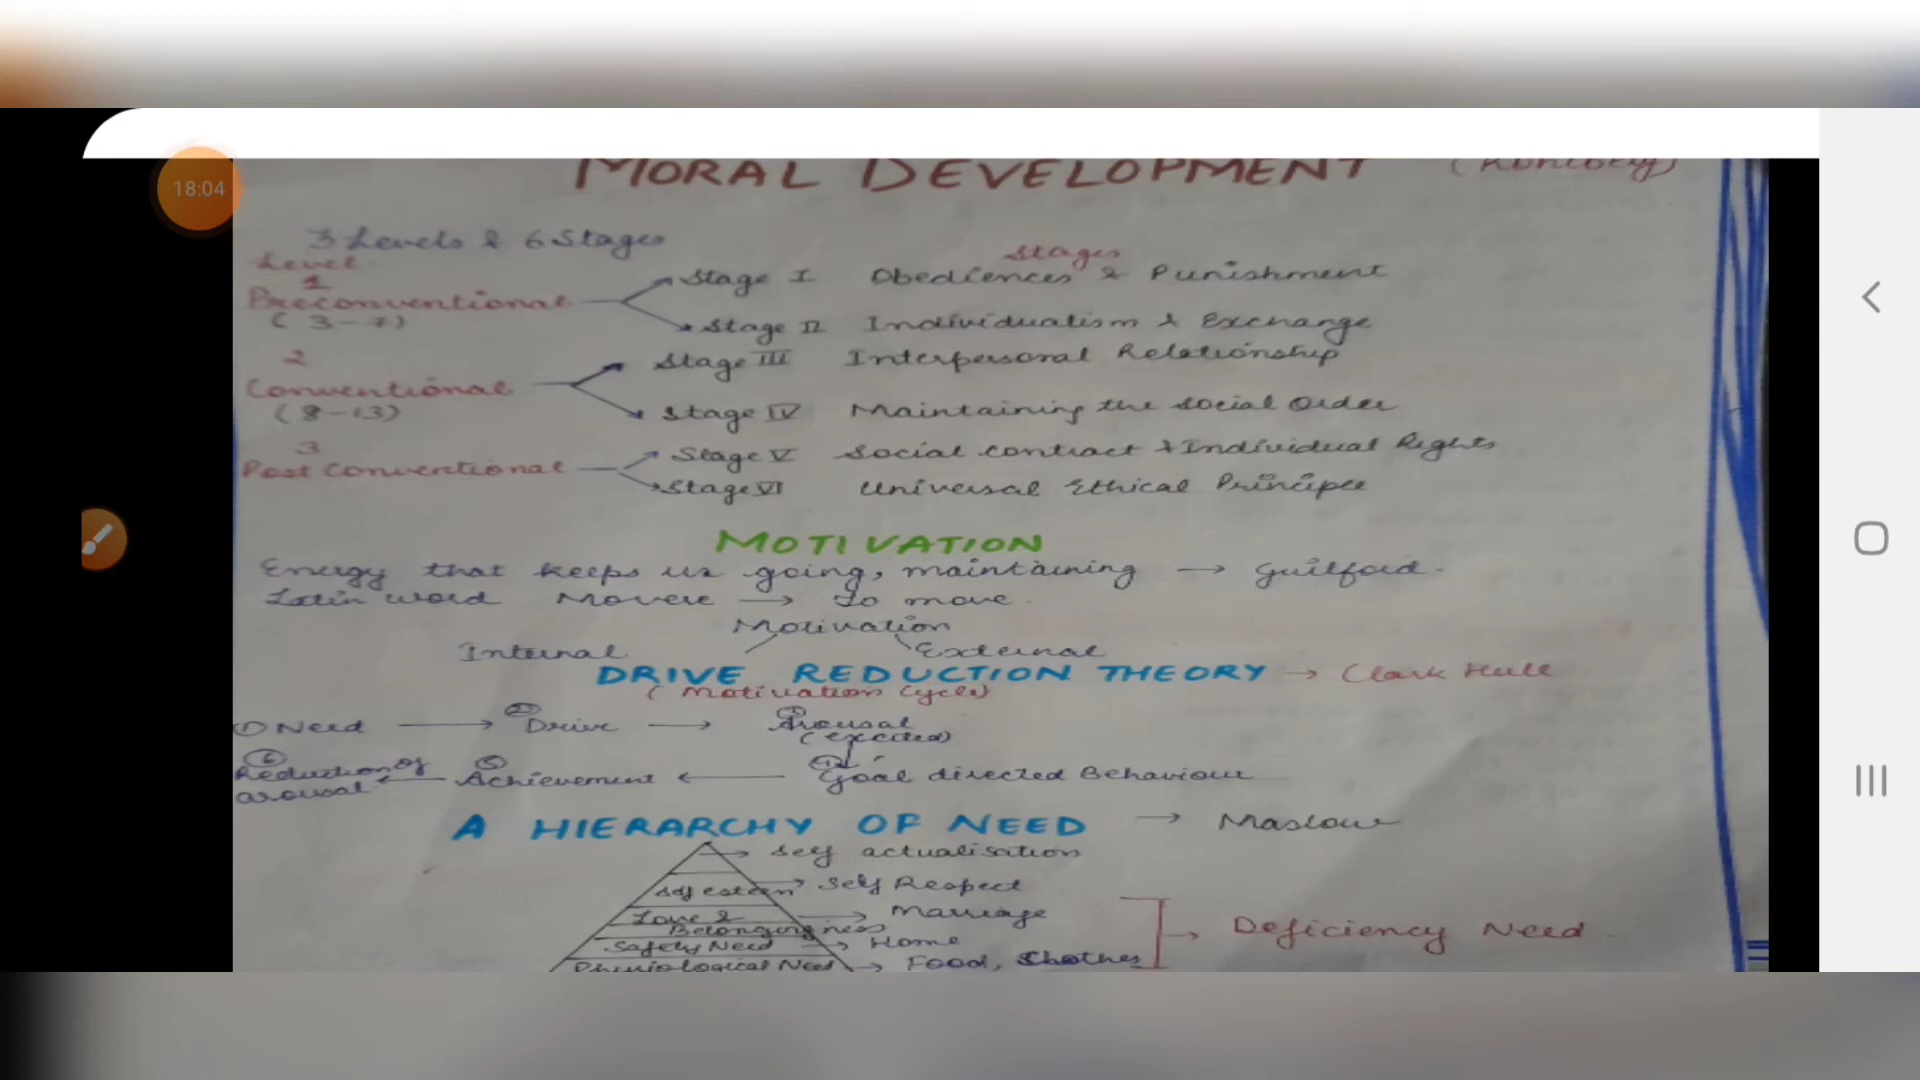 18:04
MORAL DEVELOPMENT (Kohlberg)
3 Levels & 6 Stages
Level Stages
1
Preconventional Stage I Obediences & Punishment
(3-7) Stage II Individualism & Exchange
2 Stage III Interpersonal Relationship
Conventional
(8-13) Stage IV Maintaining the social Order
3 Stage V Social contract & Individual Rights
Post Conventional
Stage VI Universal Ethical Principle
MOTIVATION
Energy that keeps us going, maintaining → Guilford.
Latin word Movere → to move.
Motivation
Internal External
DRIVE REDUCTION THEORY → Clark Hull
(Motivation Cycle)
① Need → ② Drive → ③ Arousal
(excited)
⑥ Reduction of ← ⑤ Achievement ← ④ Goal directed Behaviour
arousal
A HIERARCHY OF NEED → Maslow
→ Self actualisation
Self esteem → Self Respect
Love & → Marriage
Belongingness
Safety Need → Home → Deficiency Need.
Physiological Need → Food, Clothes